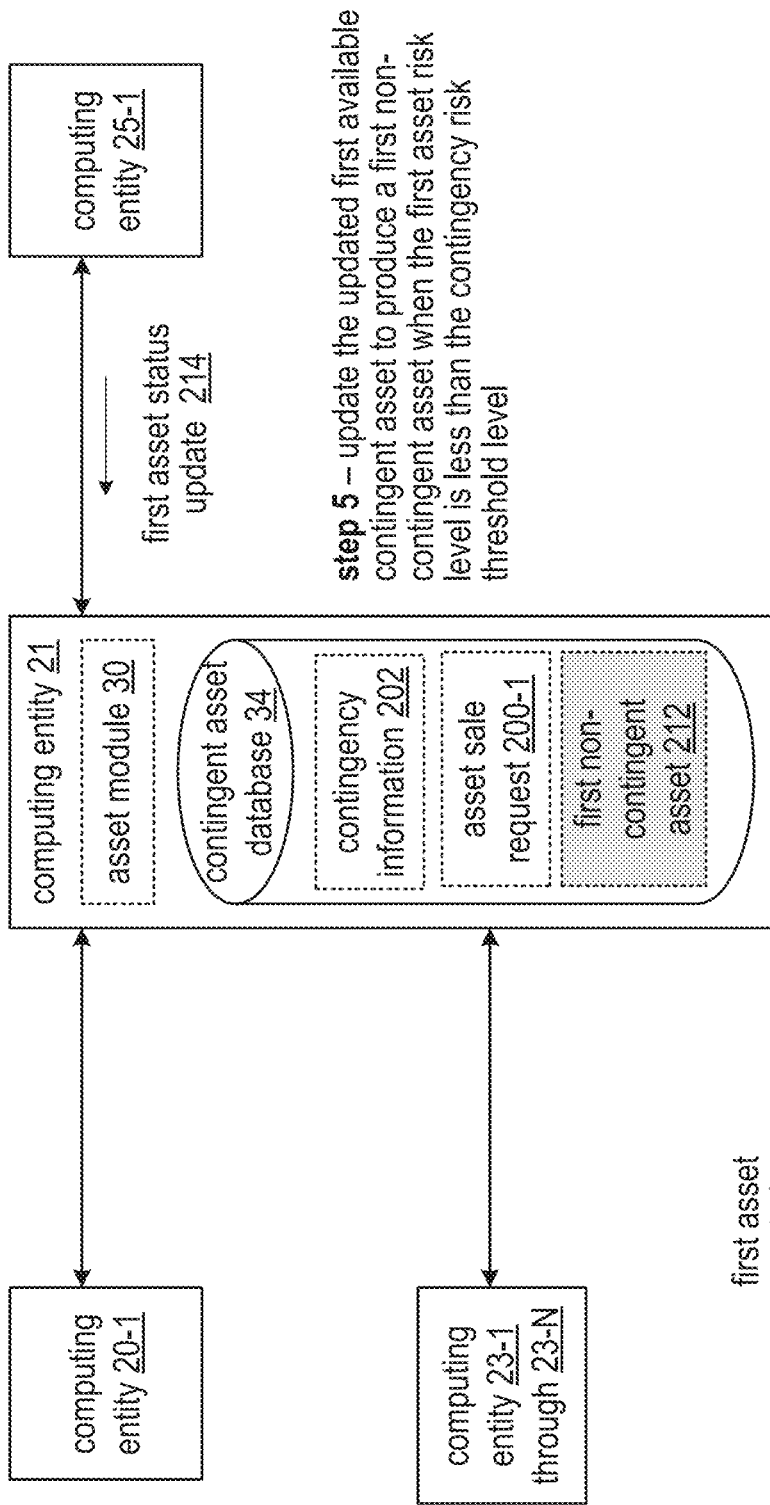 computing
entity 20-1
computing
entity 23-1
through 23-N
computing entity 21
asset module 30
contingent asset
database 34
contingency
information 202
asset sale
request 200-1
first non-
contingent
asset 212
first asset status
update 214
computing
entity 25-1
step 5 – update the updated first available
contingent asset to produce a first non-
contingent asset when the first asset risk
level is less than the contingency risk
threshold level
first asset